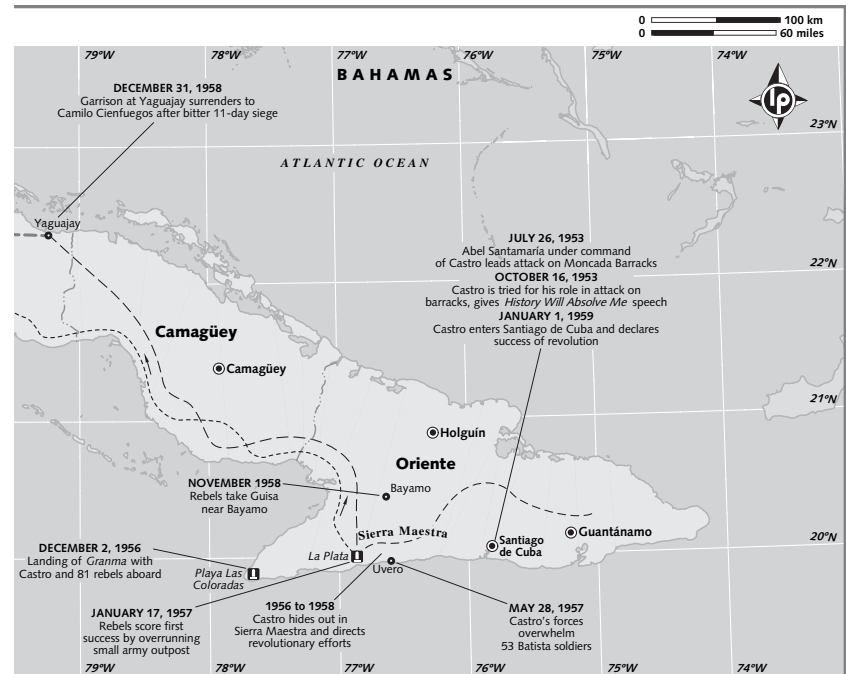 0 100 km
0 60 miles
79°W 78°W 77°W 76°W 75°W 74°W
BAHAMAS
lp
DECEMBER 31, 1958
Garrison at Yaguajay surrenders to
Camilo Cienfuegos after bitter 11-day siege
23°N
ATLANTIC OCEAN
Yaguajay
JULY 26, 1953
Abel Santamaría under command
of Castro leads attack on Moncada Barracks
22°N
OCTOBER 16, 1953
Castro is tried for his role in attack on
barracks, gives History Will Absolve Me speech
JANUARY 1, 1959
Castro enters Santiago de Cuba and declares
success of revolution
Camagüey
Camagüey
21°N
Holguín
Oriente
NOVEMBER 1958
Rebels take Guisa
near Bayamo
Bayamo
Sierra Maestra
Santiago
de Cuba
Guantánamo
20°N
DECEMBER 2, 1956
Landing of Granma with
Castro and 81 rebels aboard
La Plata
Playa Las
Coloradas
Uvero
JANUARY 17, 1957
Rebels score first
success by overrunning
small army outpost
1956 to 1958
Castro hides out in
Sierra Maestra and directs
revolutionary efforts
MAY 28, 1957
Castro's forces
overwhelm
53 Batista soldiers
79°W 78°W 77°W 76°W 75°W 74°W